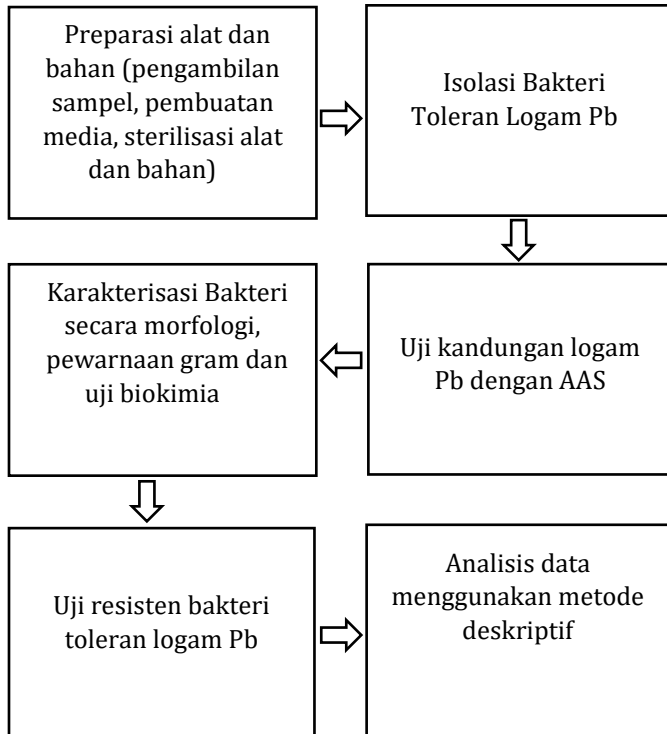 Preparasi alat dan
bahan (pengambilan
sampel, pembuatan
media, sterilisasi alat
dan bahan)
Isolasi Bakteri
Toleran Logam Pb
Uji kandungan logam
Pb dengan AAS
Karakterisasi Bakteri
secara morfologi,
pewarnaan gram dan
uji biokimia
Uji resisten bakteri
toleran logam Pb
Analisis data
menggunakan metode
deskriptif